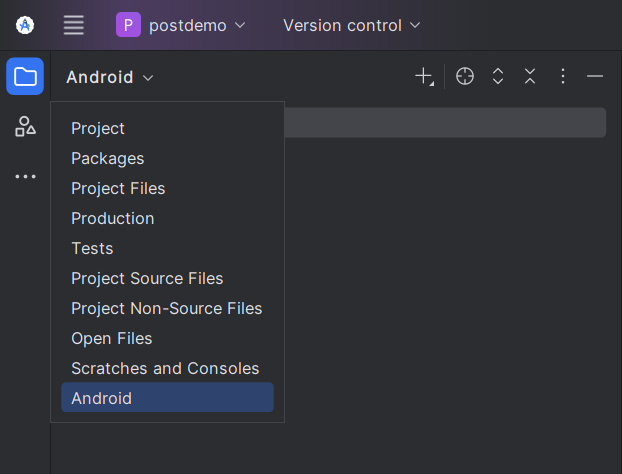 P postdemo Version control
Android
Project
Packages
Project Files
Production
Tests
Project Source Files
Project Non-Source Files
Open Files
Scratches and Consoles
Android